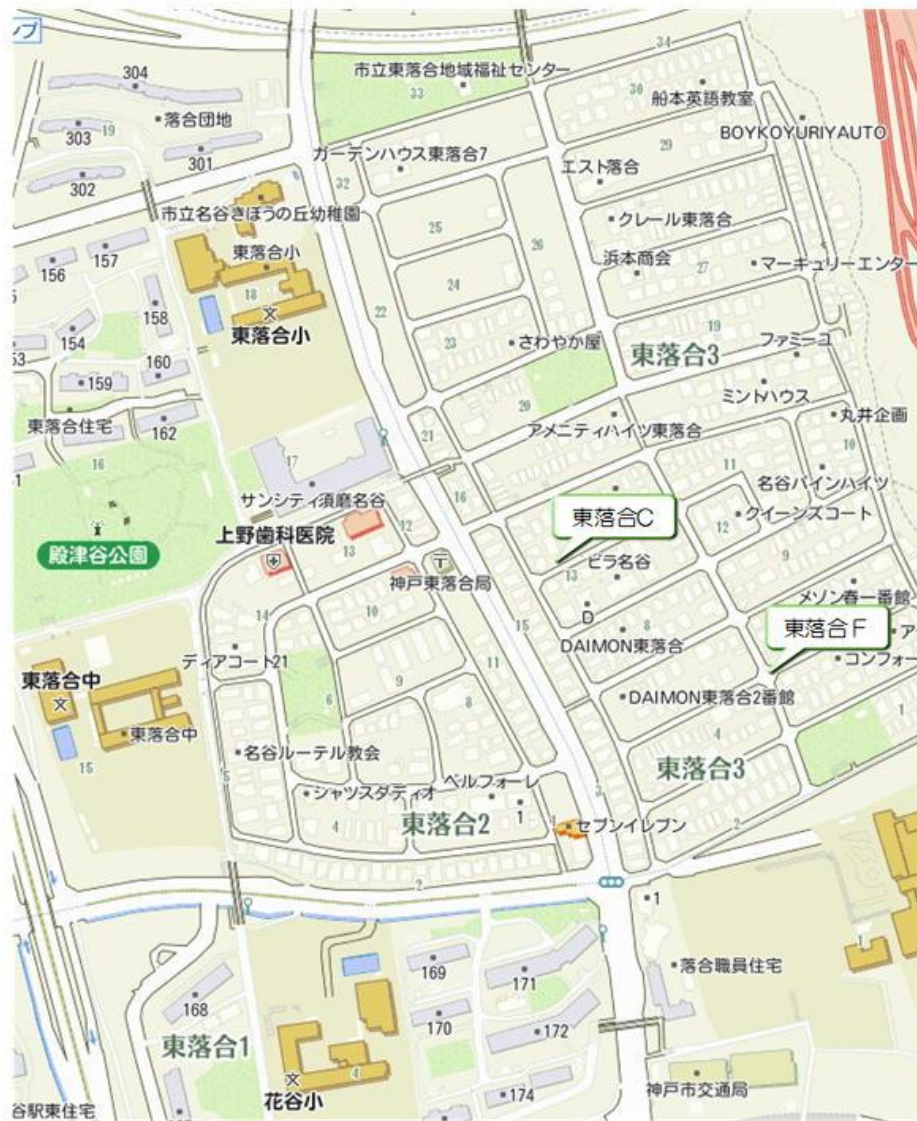 ンプ
34
市立東落合地域福祉センター
33
304
30
船本英語教室
落合団地
303
19
301
BOYKOYURIYAUTO
29
ガーデンハウス東落合7
302
32
エスト落合
市立名谷きぼうの丘幼稚園
クレール東落合
25
157
156
東落合小
26
浜本商会
27
マーキュリーエンター
24
18
158
22
東落合小
154
19
さわやか屋
23
東落合3
ファミーユ
53
160
159
ミントハウス
20
東落合住宅
162
21
アメニティハイツ東落合
丸井企画
10
16
17
11
サンシティ須磨名谷
16
名谷パインハイツ
東落合C
12
クイーンズコート
上野歯科医院
12
殿津谷公園
13
神戸東落合局
13
ビラ名谷
9
メゾン春一番館
10
15
14
D
8
東落合F
ア
DAIMON東落合
ディアコート21
11
コンフォー
東落合中
9
6
8
DAIMON東落合2番館
1
東落合中
4
15
名谷ルーテル教会
5
東落合3
ベルフォーレ
シャツスタディオ
3
1
4
東落合2
1
セブンイレブン
2
2
1
1
169
171
落合職員住宅
168
170
172
東落合1
4
174
神戸市交通局
花谷小
谷駅東住宅